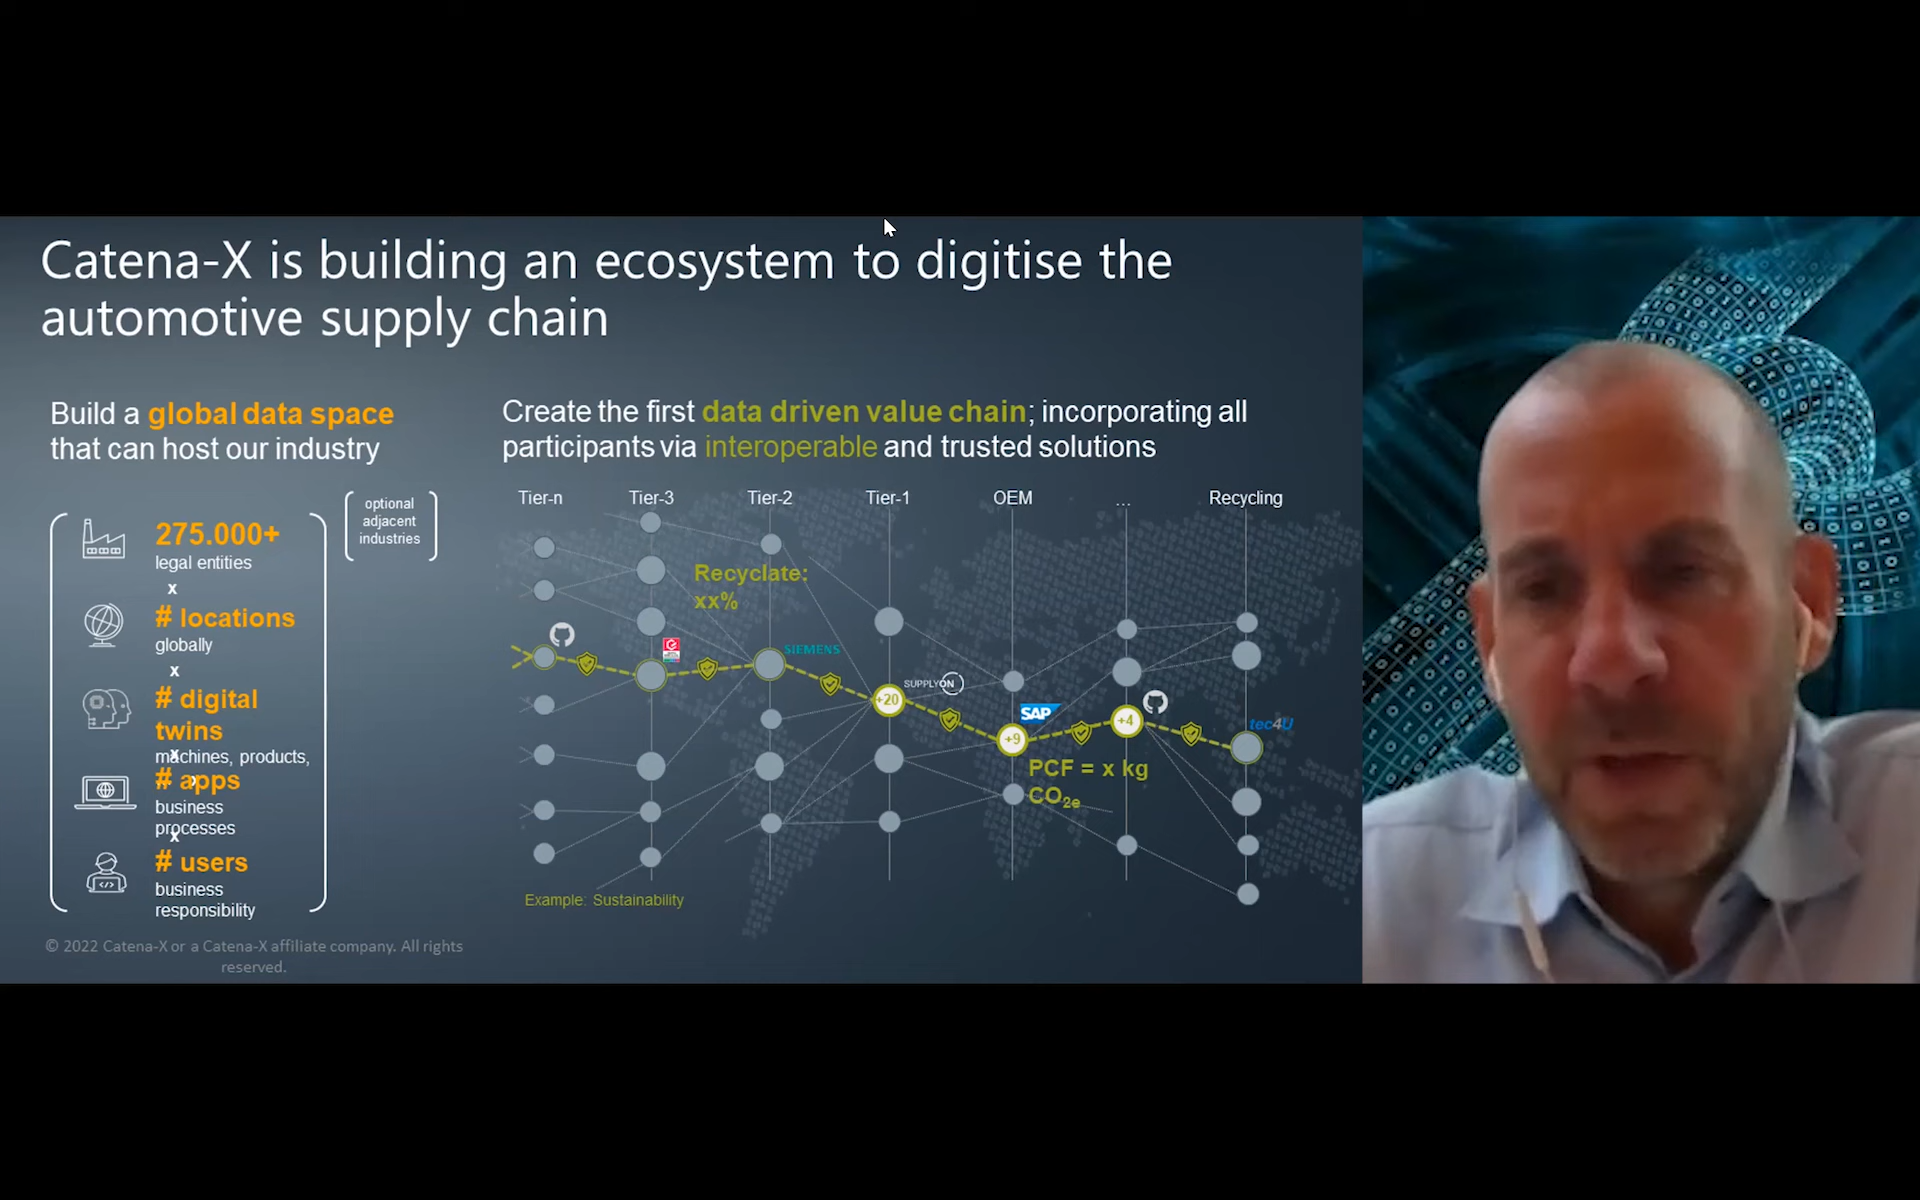 Catena-X is building an ecosystem to digitise the
automotive supply chain
Build a global data space
that can host our industry
optional
adjacent
industries
275.000+
legal entities
x
# locations
globally
x
# digital
twins
machines, products,
x
# apps
business
processes
x
# users
business
responsibility
© 2022 Catena-X or a Catena-X affiliate company. All rights
reserved.
Create the first data driven value chain; incorporating all
participants via interoperable and trusted solutions
Tier-n Tier-3 Tier-2 Tier-1 OEM ... Recycling
Recyclate:
xx%
SIEMENS
SUPPLYON
+20
SAP
+9
+4
tec4U
PCF = x kg
CO2e
Example: Sustainability